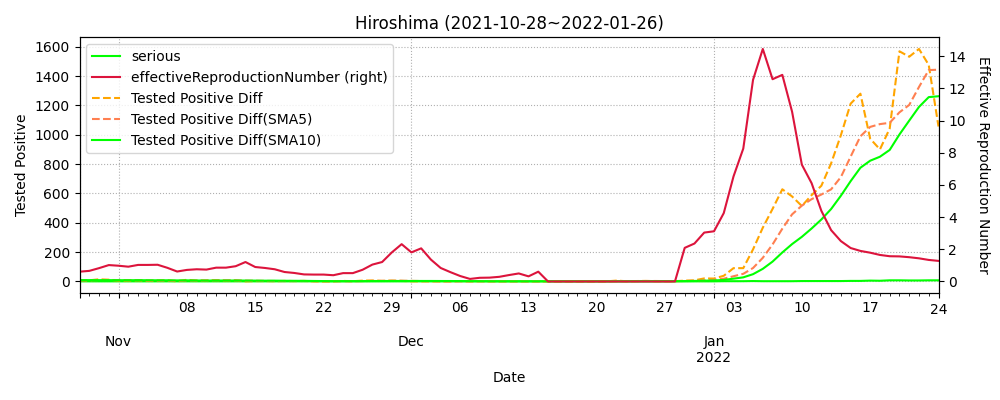 Hiroshima (2021-10-28~2022-01-26)
serious
effectiveReproductionNumber (right)
Tested Positive Diff
Tested Positive Diff(SMA5)
Tested Positive Diff(SMA10)
Tested Positive
1600
1400
1200
1000
800
600
400
200
0
14
12
10
8
6
4
2
0
Effective Reproduction Number
08 15 22 29 06 13 20 27 03 10 17 24
Nov Dec Jan
2022
Date